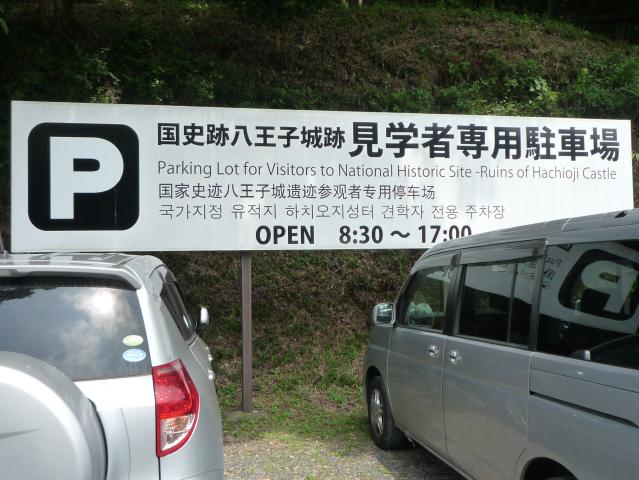 P
国史跡八王子城跡 見学者専用駐車場
Parking Lot for Visitors to National Historic Site -Ruins of Hachioji Castle
国家史迹八王子城遗迹参观者专用停车场
국가지정 유적지 하치오지성터 견학자 전용 주차장
OPEN 8:30 ～ 17:00